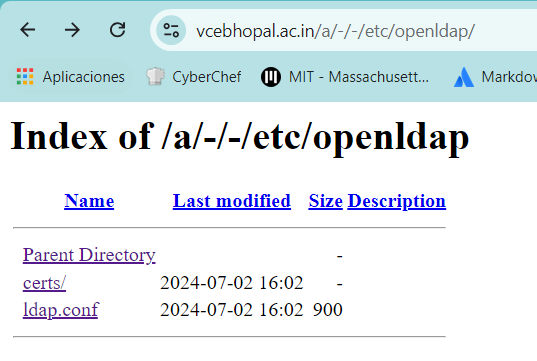 vcebhopal.ac.in/a/-/-/etc/openldap/
Aplicaciones CyberChef MIT - Massachusett... Markdow
Index of /a/-/-/etc/openldap
Name Last modified Size Description
Parent Directory -
certs/ 2024-07-02 16:02 -
ldap.conf 2024-07-02 16:02 900